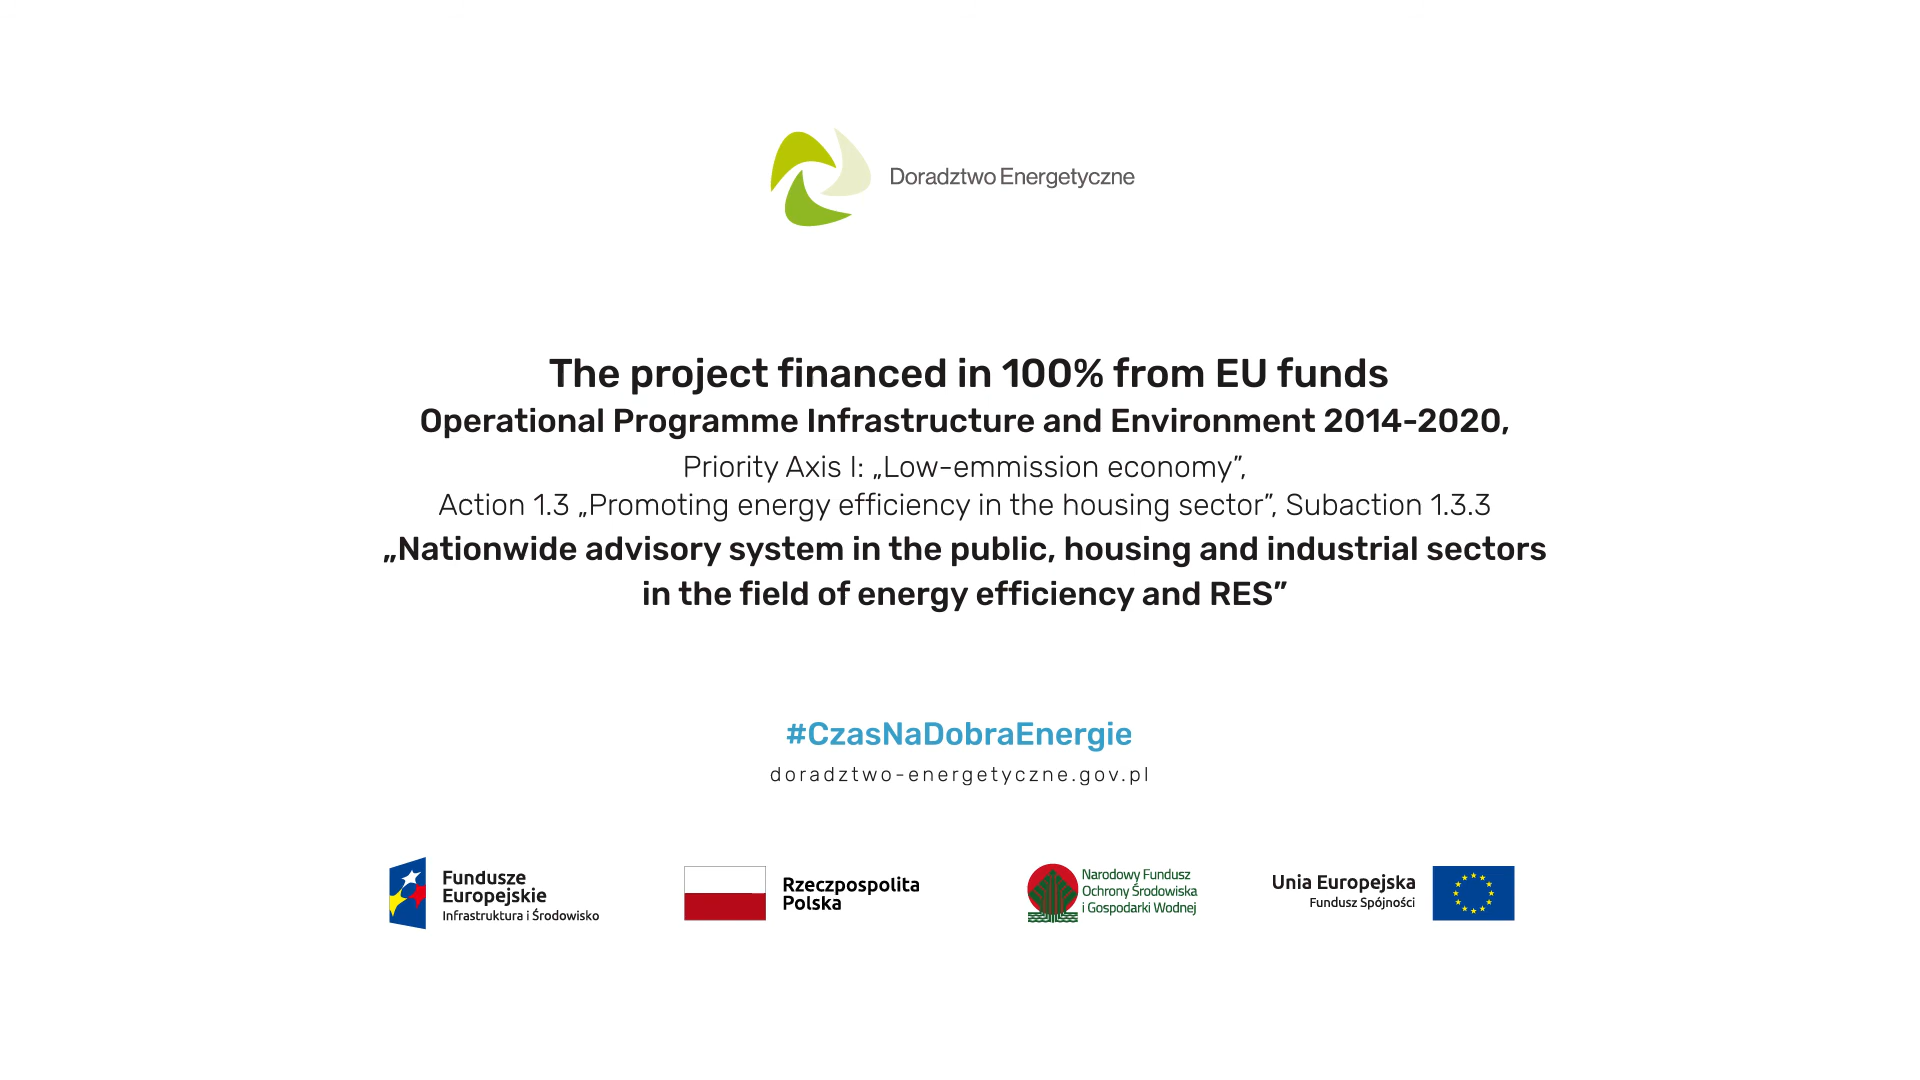 Doradztwo Energetyczne
The project financed in 100% from EU funds
Operational Programme Infrastructure and Environment 2014-2020,
Priority Axis I: „Low-emmission economy”,
Action 1.3 „Promoting energy efficiency in the housing sector”, Subaction 1.3.3
„Nationwide advisory system in the public, housing and industrial sectors
in the field of energy efficiency and RES”
#CzasNaDobraEnergie
doradztwo-energetyczne.gov.pl
Fundusze
Europejskie
Infrastruktura i Środowisko
Rzeczpospolita
Polska
Narodowy Fundusz
Ochrony Środowiska
i Gospodarki Wodnej
Unia Europejska
Fundusz Spójności